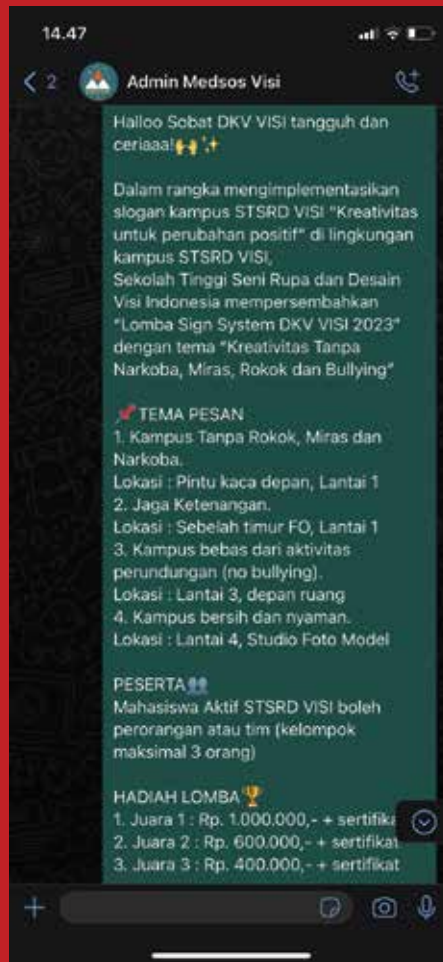 14.47
2
Admin Medsos Visi
Halloo Sobat DKV VISI tangguh dan
ceriaaa!🙌✨
Dalam rangka mengimplementasikan
slogan kampus STSRD VISI "Kreativitas
untuk perubahan positif" di lingkungan
kampus STSRD VISI,
Sekolah Tinggi Seni Rupa dan Desain
Visi Indonesia mempersembahkan
"Lomba Sign System DKV VISI 2023"
dengan tema "Kreativitas Tanpa
Narkoba, Miras, Rokok dan Bullying"
📌TEMA PESAN
1. Kampus Tanpa Rokok, Miras dan
Narkoba.
Lokasi : Pintu kaca depan, Lantai 1
2. Jaga Ketenangan.
Lokasi : Sebelah timur FO, Lantai 1
3. Kampus bebas dari aktivitas
perundungan (no bullying).
Lokasi : Lantai 3, depan ruang
4. Kampus bersih dan nyaman.
Lokasi : Lantai 4, Studio Foto Model
PESERTA👥
Mahasiswa Aktif STSRD VISI boleh
perorangan atau tim (kelompok
maksimal 3 orang)
HADIAH LOMBA🏆
1. Juara 1 : Rp. 1.000.000,- + sertifika
2. Juara 2 : Rp. 600.000,- + sertifikat
3. Juara 3 : Rp. 400.000,- + sertifikat